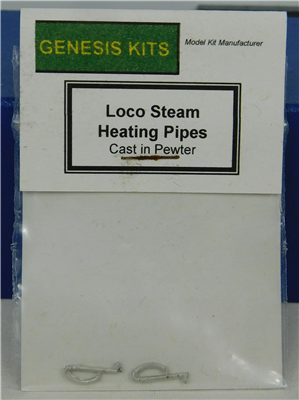 GENESIS KITS
Model Kit Manufacturer
Loco Steam
Heating Pipes
Cast in Pewter